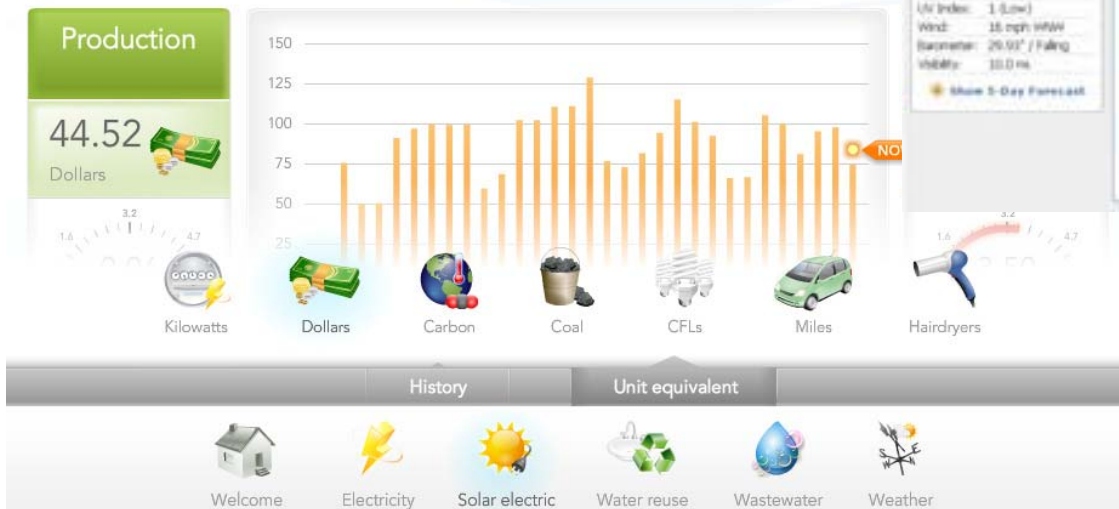 Production
44.52
Dollars
150
125
100
75
50
25
NOW
UV Index: 1 (Low)
Wind: 16 mph WNW
Barometer: 29.93" / Falling
Visibility: 10.0 mi.
Show 5-Day Forecast
1.6
3.2
4.7
1.6
3.2
4.7
Kilowatts
Dollars
Carbon
Coal
CFLs
Miles
Hairdryers
History
Unit equivalent
Welcome
Electricity
Solar electric
Water reuse
Wastewater
Weather
S
E